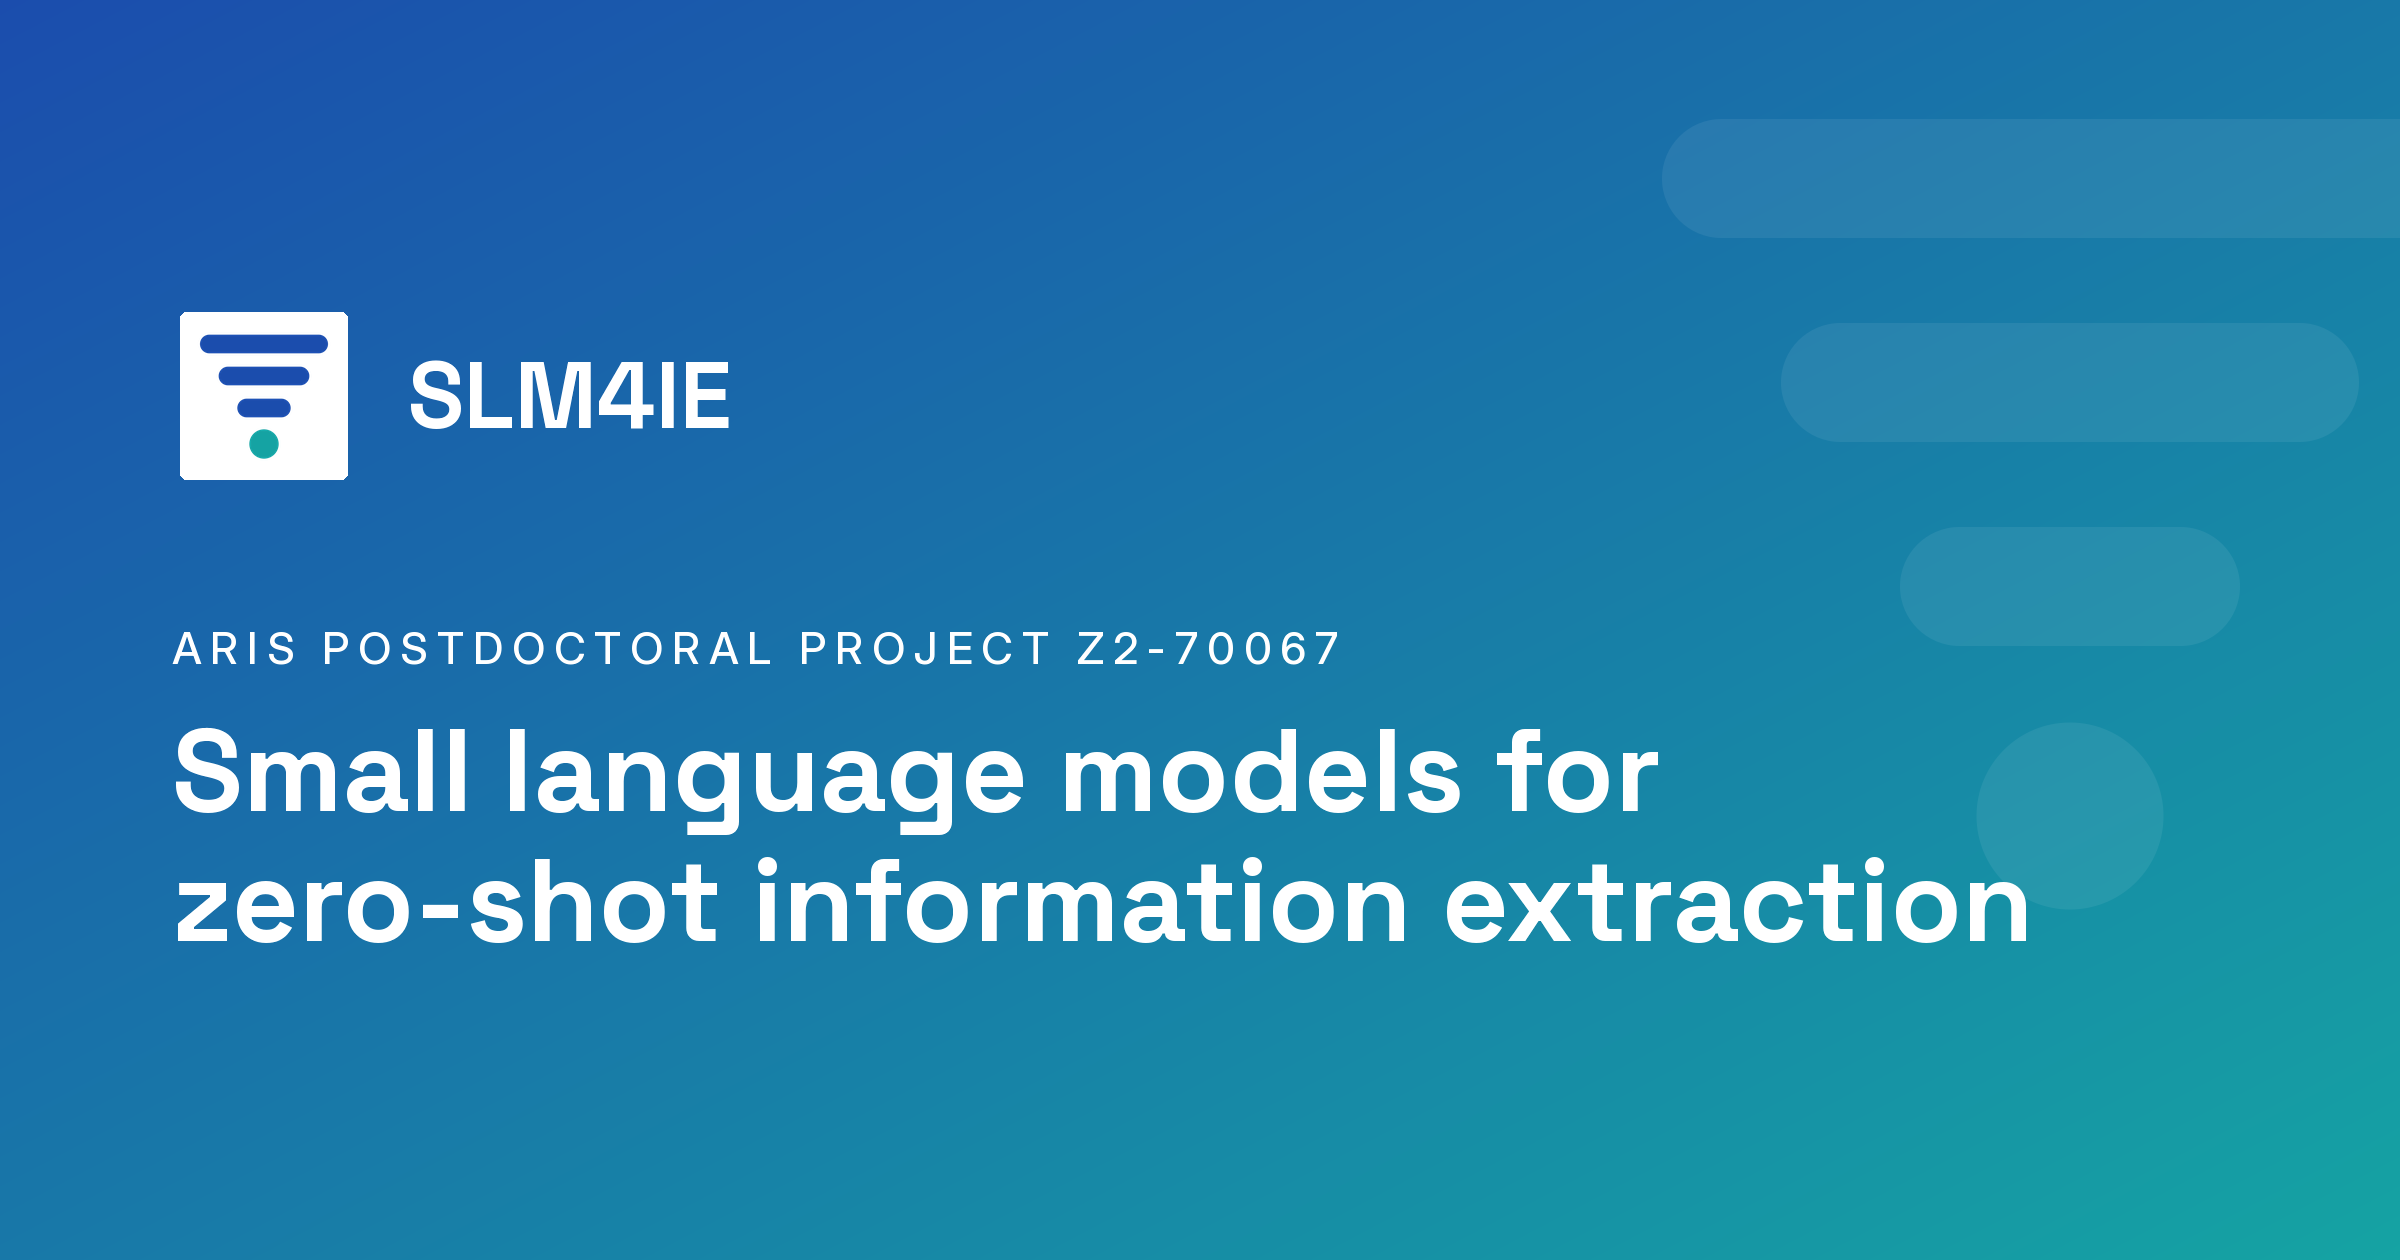 SLM4IE
ARIS POSTDOCTORAL PROJECT Z2-70067
Small language models for
zero-shot information extraction